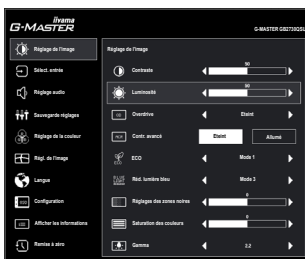 iiyama
G-MASTER
G-MASTER GB2730QSU
Réglage de l'image
Sélect. entrée
Réglage audio
Sauvegarde réglages
Réglage de la couleur
Régl. de l'image
Langue
Configuration
Afficher les Informations
Remise à zéro
Réglage de l'image
Contraste
50
Luminosité
Overdrive
Eteint
Contr. avancé
Eteint
Allumé
ECO
Mode 1
Réd. lumière bleu
Mode 3
Réglages des zones noires
0
Saturation des couleurs
0
Gamma
2.2